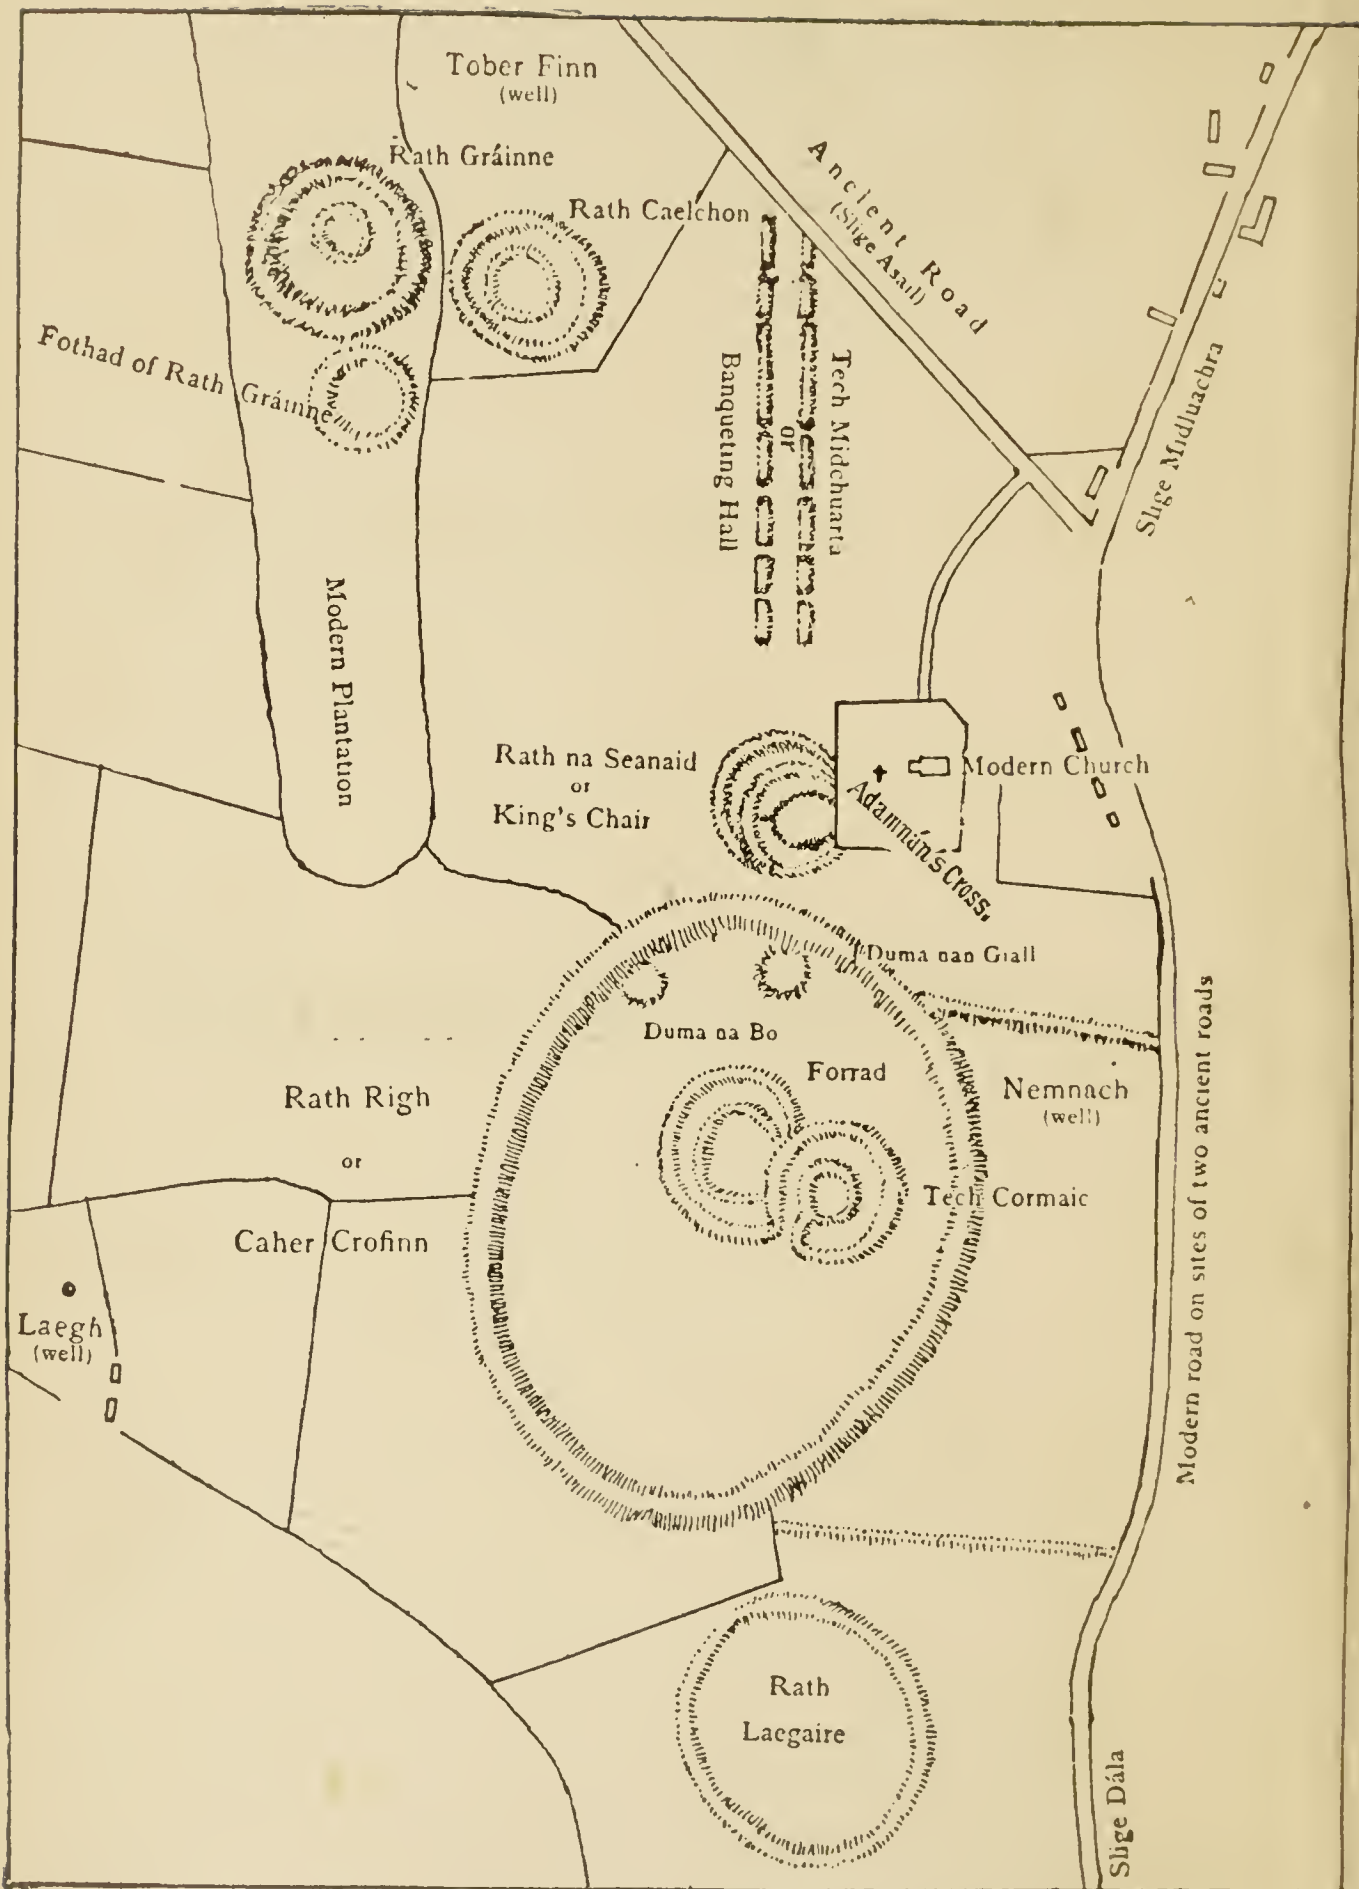 Tober Finn
(well)
Rath Gráinne
Rath Caelchon
Ancient Road
(Slige Asail)
Fothad of Rath Gráinne
Banqueting Hall
or
Tech Midchuarta
Slige Midluachra
Modern Plantation
Rath na Seanaid
or
King's Chair
Modern Church
Adamnán's Cross.
Duma nan Giall
Duma na Bo
Forrad
Nemnach
(well)
Rath Righ
or
Caher Crofinn
Tech Cormaic
Laegh
(well)
Modern road on sites of two ancient roads
Rath
Laegaire
Slige Dála